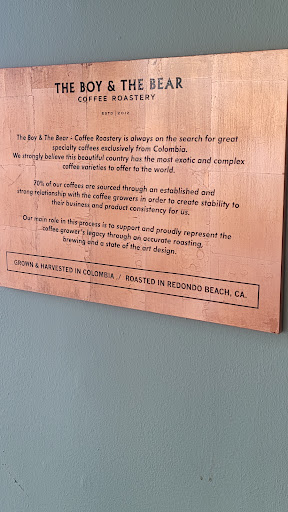 THE BOY & THE BEAR
COFFEE ROASTERY
ESTD | 2012
The Boy & The Bear - Coffee Roastery is always on the search for great
specialty coffees exclusively from Colombia.
We strongly believe this beautiful country has the most exotic and complex
coffee varieties to offer to the world.
70% of our coffees are sourced through an established and
strong relationship with the coffee growers in order to create stability to
their business and product consistency for us.
Our main role in this process is to support and proudly represent the
coffee grower's legacy through an accurate roasting,
brewing and a state of the art design.
GROWN & HARVESTED IN COLOMBIA / ROASTED IN REDONDO BEACH, CA.